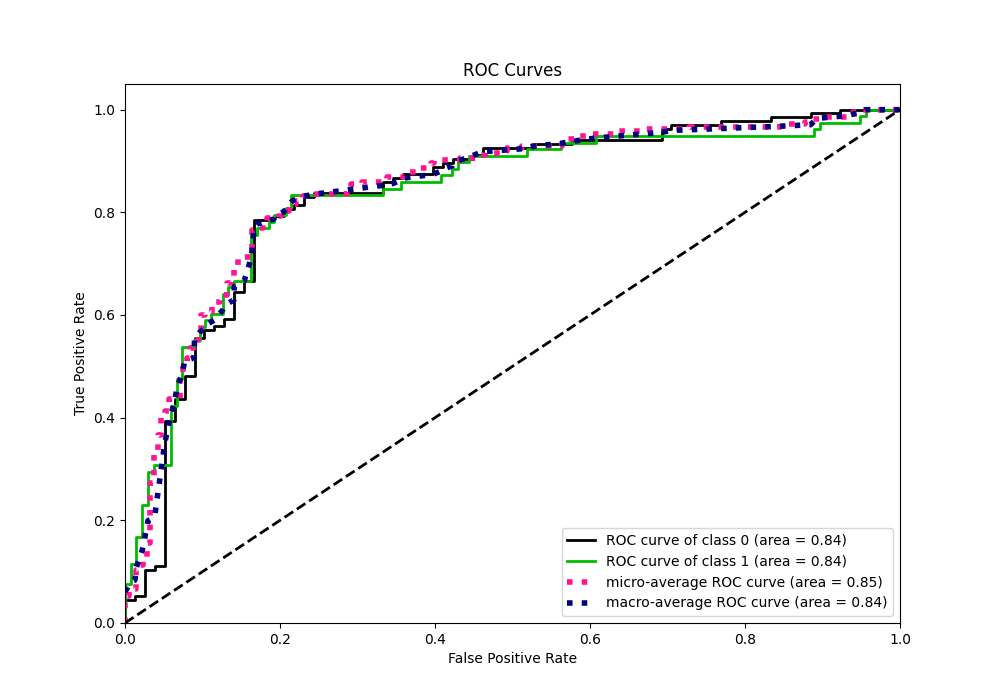 ROC Curves
True Positive Rate
1.0
0.8
0.6
0.4
0.2
0.0
0.0 0.2 0.4 0.6 0.8 1.0
False Positive Rate
ROC curve of class 0 (area = 0.84)
ROC curve of class 1 (area = 0.84)
micro-average ROC curve (area = 0.85)
macro-average ROC curve (area = 0.84)